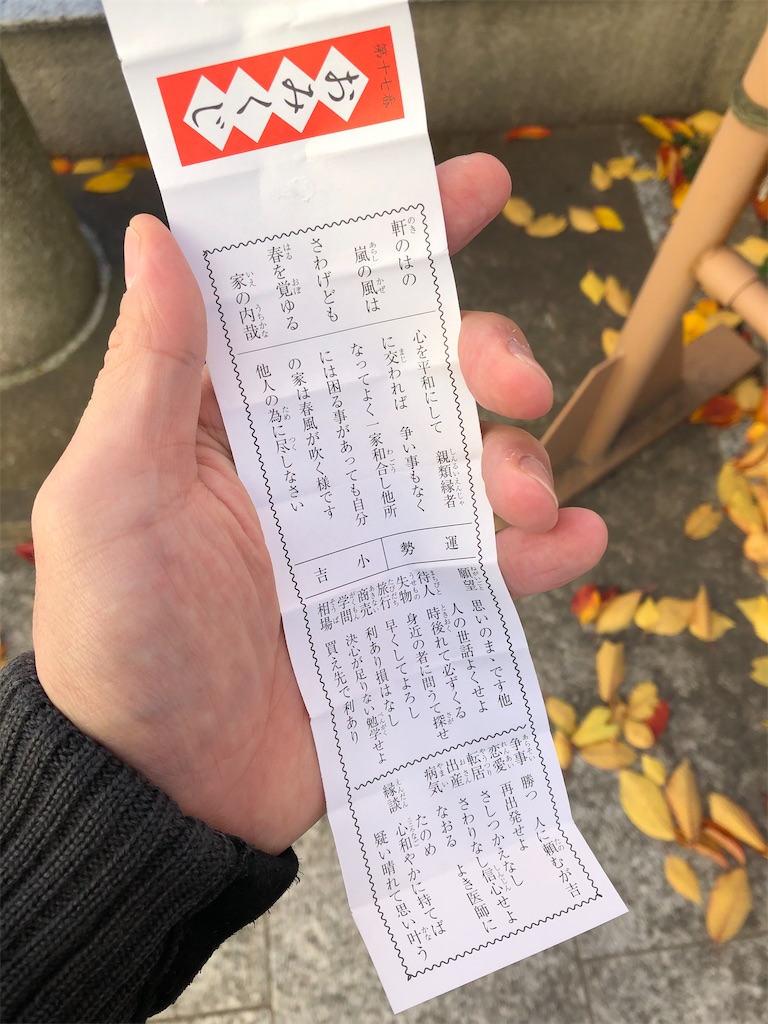 第十七番
おみくじ
軒のはの
嵐の風は
さわげども
春を覚ゆる
家の内哉
心を平和にして 親類縁者
に交われば 争い事もなく
なってよく一家和合し他所
には困る事があっても自分
の家は春風が吹く様です
他人の為に尽しなさい
運勢 小吉
願望 思いのまゝです他
人の世話よくせよ
待人 時後れて必ずくる
失物 身近の者に問うて探せ
旅行 早くしてよろし
商売 利あり損はなし
学問 決心が足りない勉学せよ
相場 買え先で利あり
争事 勝つ 人に頼むが吉
恋愛 再出発せよ
転居 さしつかえなし
出産 さわりなし信心せよ
病気 なおる よき医師に
たのめ
縁談 心和やかに持てば
疑い晴れて思い叶う